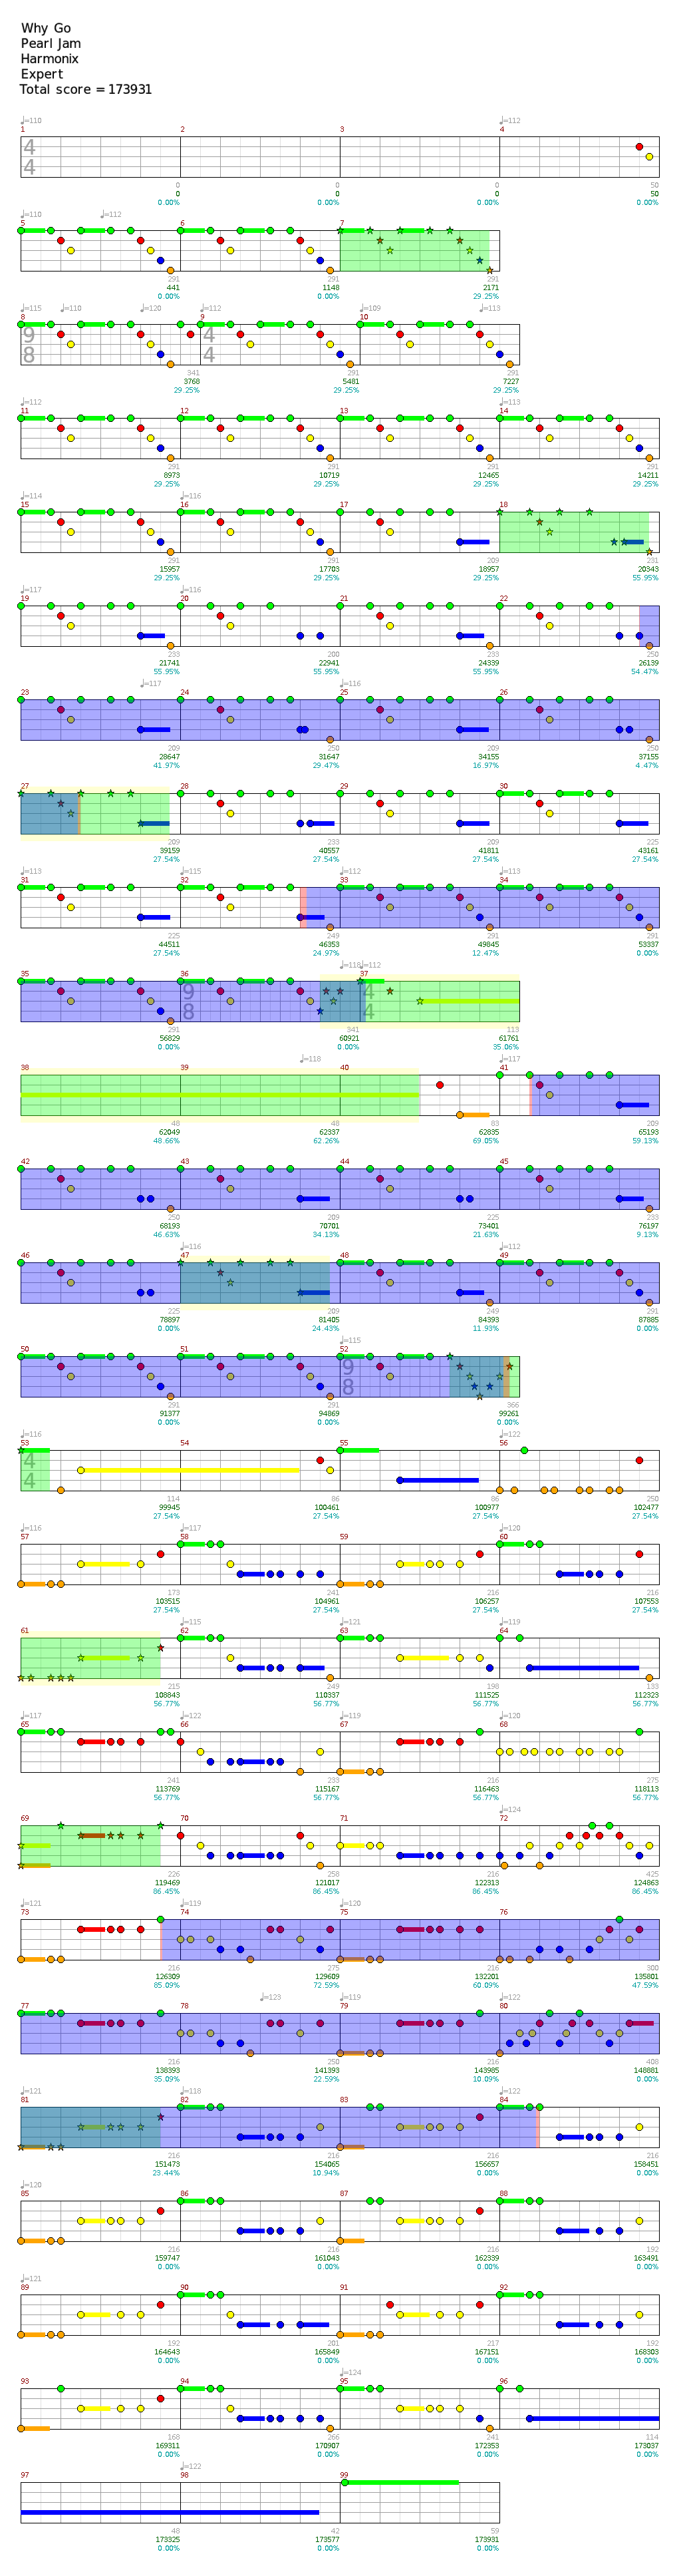 Why Go
Pearl Jam
Harmonix
Expert
Total score = 173931
♩=110 ♩=112
1 2 3 4
4
4
0 0 0 50
0 0 0 50
0.00% 0.00% 0.00% 0.00%
♩=110 ♩=112
5 6 7
291 291 291
441 1148 2171
0.00% 0.00% 29.25%
♩=115 ♩=110 ♩=120 ♩=112 ♩=109 ♩=113
8 9 10
9 4
8 4
341 291 291
3768 5481 7227
29.25% 29.25% 29.25%
♩=112 ♩=113
11 12 13 14
291 291 291 291
8973 10719 12465 14211
29.25% 29.25% 29.25% 29.25%
♩=114 ♩=116
15 16 17 18
291 291 209 231
15957 17703 18957 20343
29.25% 29.25% 29.25% 55.95%
♩=117 ♩=116
19 20 21 22
233 200 233 250
21741 22941 24339 26139
55.95% 55.95% 55.95% 54.47%
♩=117 ♩=116
23 24 25 26
209 250 209 250
28647 31647 34155 37155
41.97% 29.47% 16.97% 4.47%
27 28 29 30
209 233 209 225
39159 40557 41811 43161
27.54% 27.54% 27.54% 27.54%
♩=113 ♩=115 ♩=112 ♩=113
31 32 33 34
225 249 291 291
44511 46353 49845 53337
27.54% 24.97% 12.47% 0.00%
♩=118 ♩=112
35 36 37
9 4
8 4
291 341 113
56829 60921 61761
0.00% 0.00% 35.06%
♩=118 ♩=117
38 39 40 41
48 48 83 209
62049 62337 62835 65193
48.66% 62.26% 69.05% 59.13%
42 43 44 45
250 209 225 233
68193 70701 73401 76197
46.63% 34.13% 21.63% 9.13%
♩=116 ♩=112
46 47 48 49
225 209 249 291
78897 81405 84393 87885
0.00% 24.43% 11.93% 0.00%
♩=115
50 51 52
9
8
291 291 366
91377 94869 99261
0.00% 0.00% 0.00%
♩=116 ♩=122
53 54 55 56
4
4
114 86 86 250
99945 100461 100977 102477
27.54% 27.54% 27.54% 27.54%
♩=116 ♩=117 ♩=120
57 58 59 60
173 241 216 216
103515 104961 106257 107553
27.54% 27.54% 27.54% 27.54%
♩=115 ♩=121 ♩=119
61 62 63 64
215 249 198 133
108843 110337 111525 112323
56.77% 56.77% 56.77% 56.77%
♩=117 ♩=122 ♩=119 ♩=120
65 66 67 68
241 233 216 275
113769 115167 116463 118113
56.77% 56.77% 56.77% 56.77%
♩=124
69 70 71 72
226 258 216 425
119469 121017 122313 124863
86.45% 86.45% 86.45% 86.45%
♩=121 ♩=119 ♩=120
73 74 75 76
216 275 216 300
126309 129609 132201 135801
85.09% 72.59% 60.09% 47.59%
♩=123 ♩=119 ♩=122
77 78 79 80
216 250 216 408
138393 141393 143985 148881
35.09% 22.59% 10.09% 0.00%
♩=121 ♩=118 ♩=122
81 82 83 84
216 216 216 216
151473 154065 156657 158451
23.44% 10.94% 0.00% 0.00%
♩=120
85 86 87 88
216 216 216 192
159747 161043 162339 163491
0.00% 0.00% 0.00% 0.00%
♩=121
89 90 91 92
192 201 217 192
164643 165849 167151 168303
0.00% 0.00% 0.00% 0.00%
♩=124
93 94 95 96
168 266 241 114
169311 170907 172353 173037
0.00% 0.00% 0.00% 0.00%
♩=122
97 98 99
48 42 59
173325 173577 173931
0.00% 0.00% 0.00%